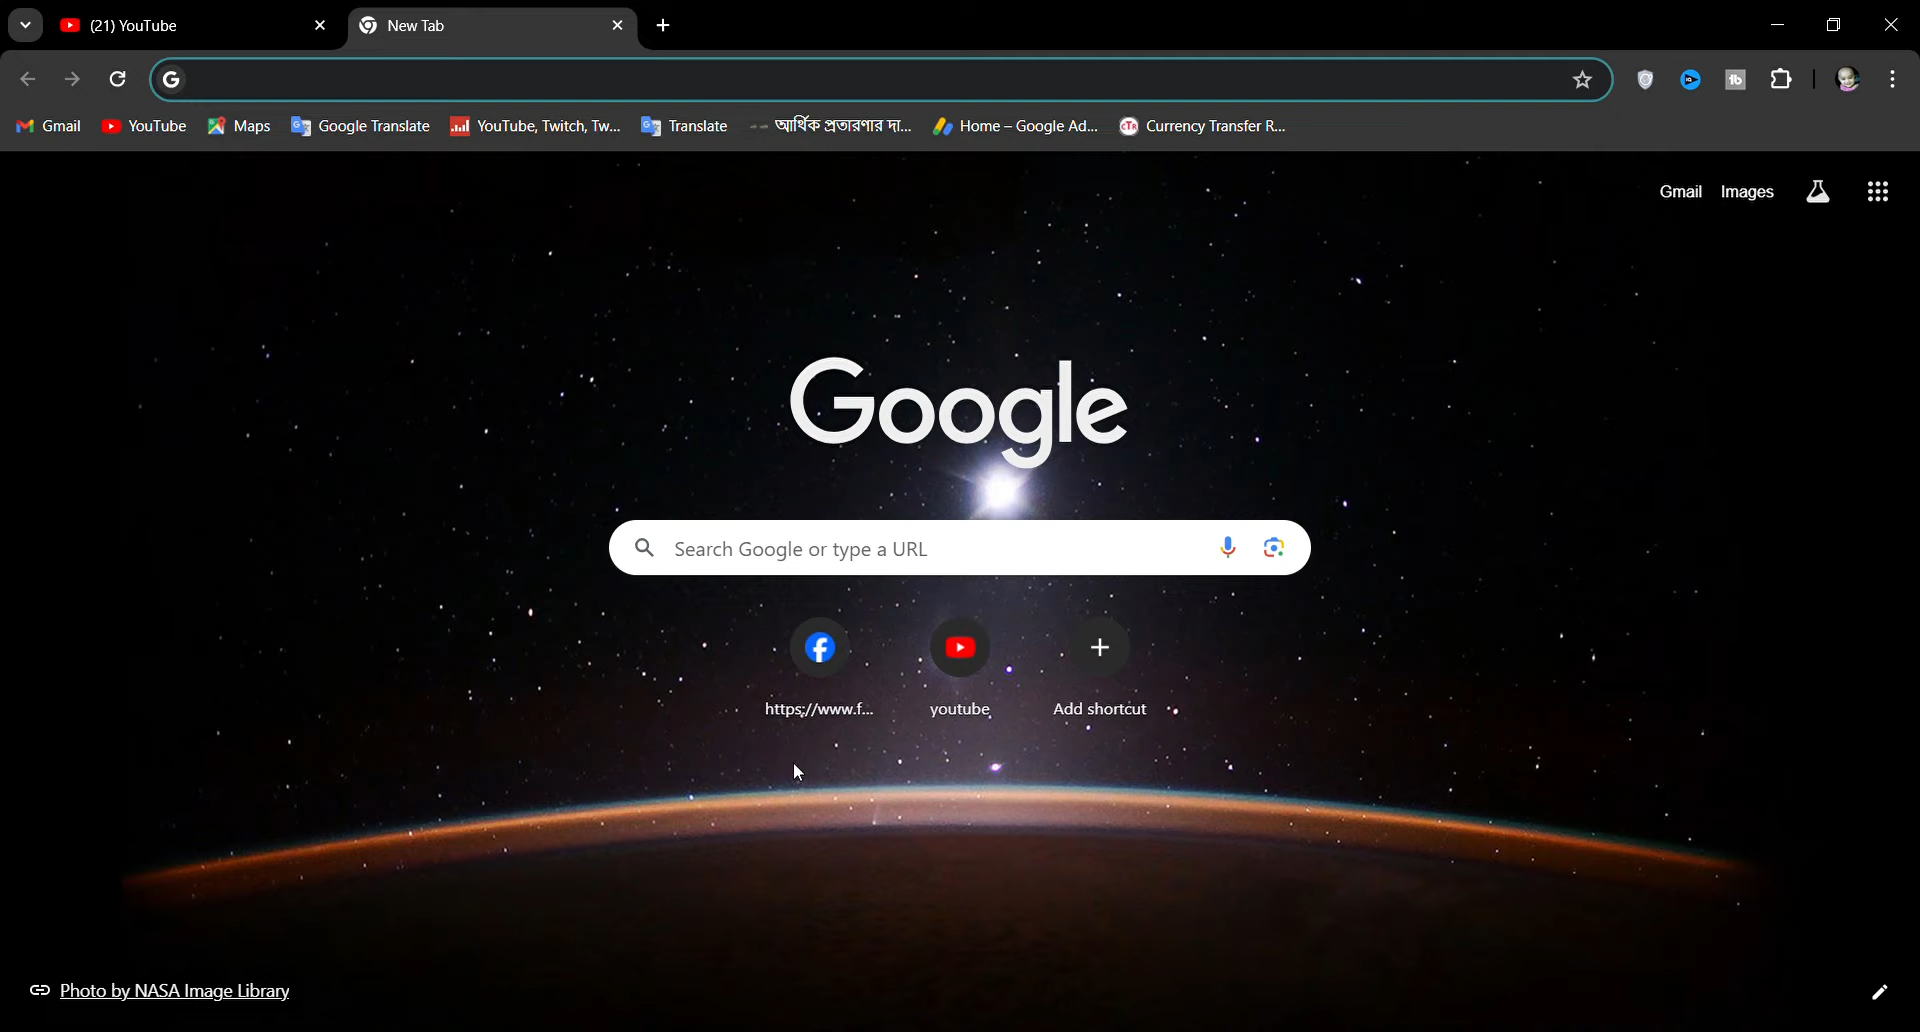 (21) YouTube
New Tab
Gmail
YouTube
Maps
Google Translate
YouTube, Twitch, Tw...
Translate
আর্থিক প্রতারণার দা...
Home – Google Ad...
Currency Transfer R...
Gmail
Images
Google
Search Google or type a URL
https://www.f...
youtube
Add shortcut
Photo by NASA Image Library